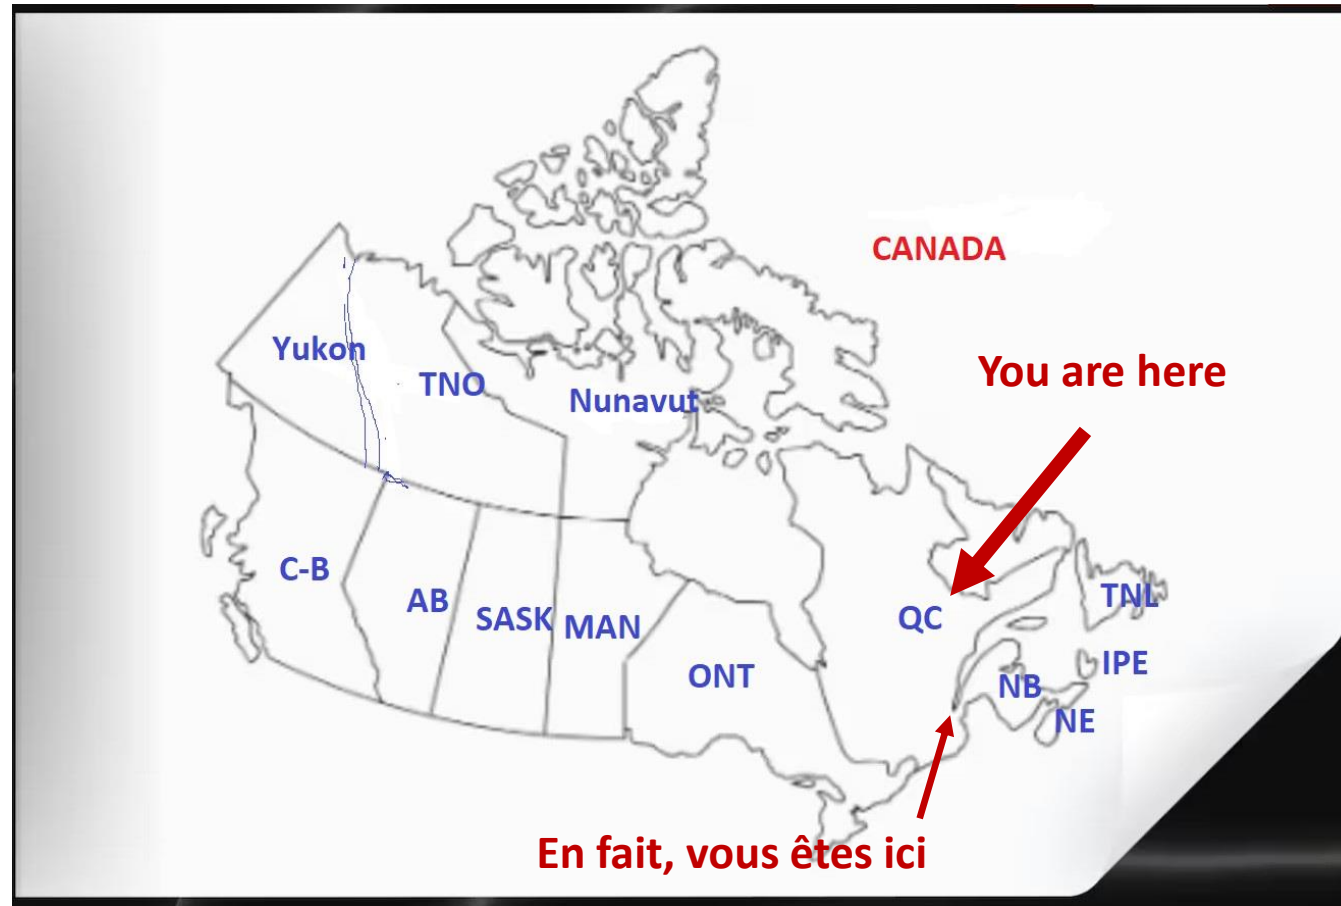 CANADA
Yukon
TNO
Nunavut
You are here
C-B
AB
SASK
MAN
ONT
QC
TNL
IPE
NB
NE
En fait, vous êtes ici